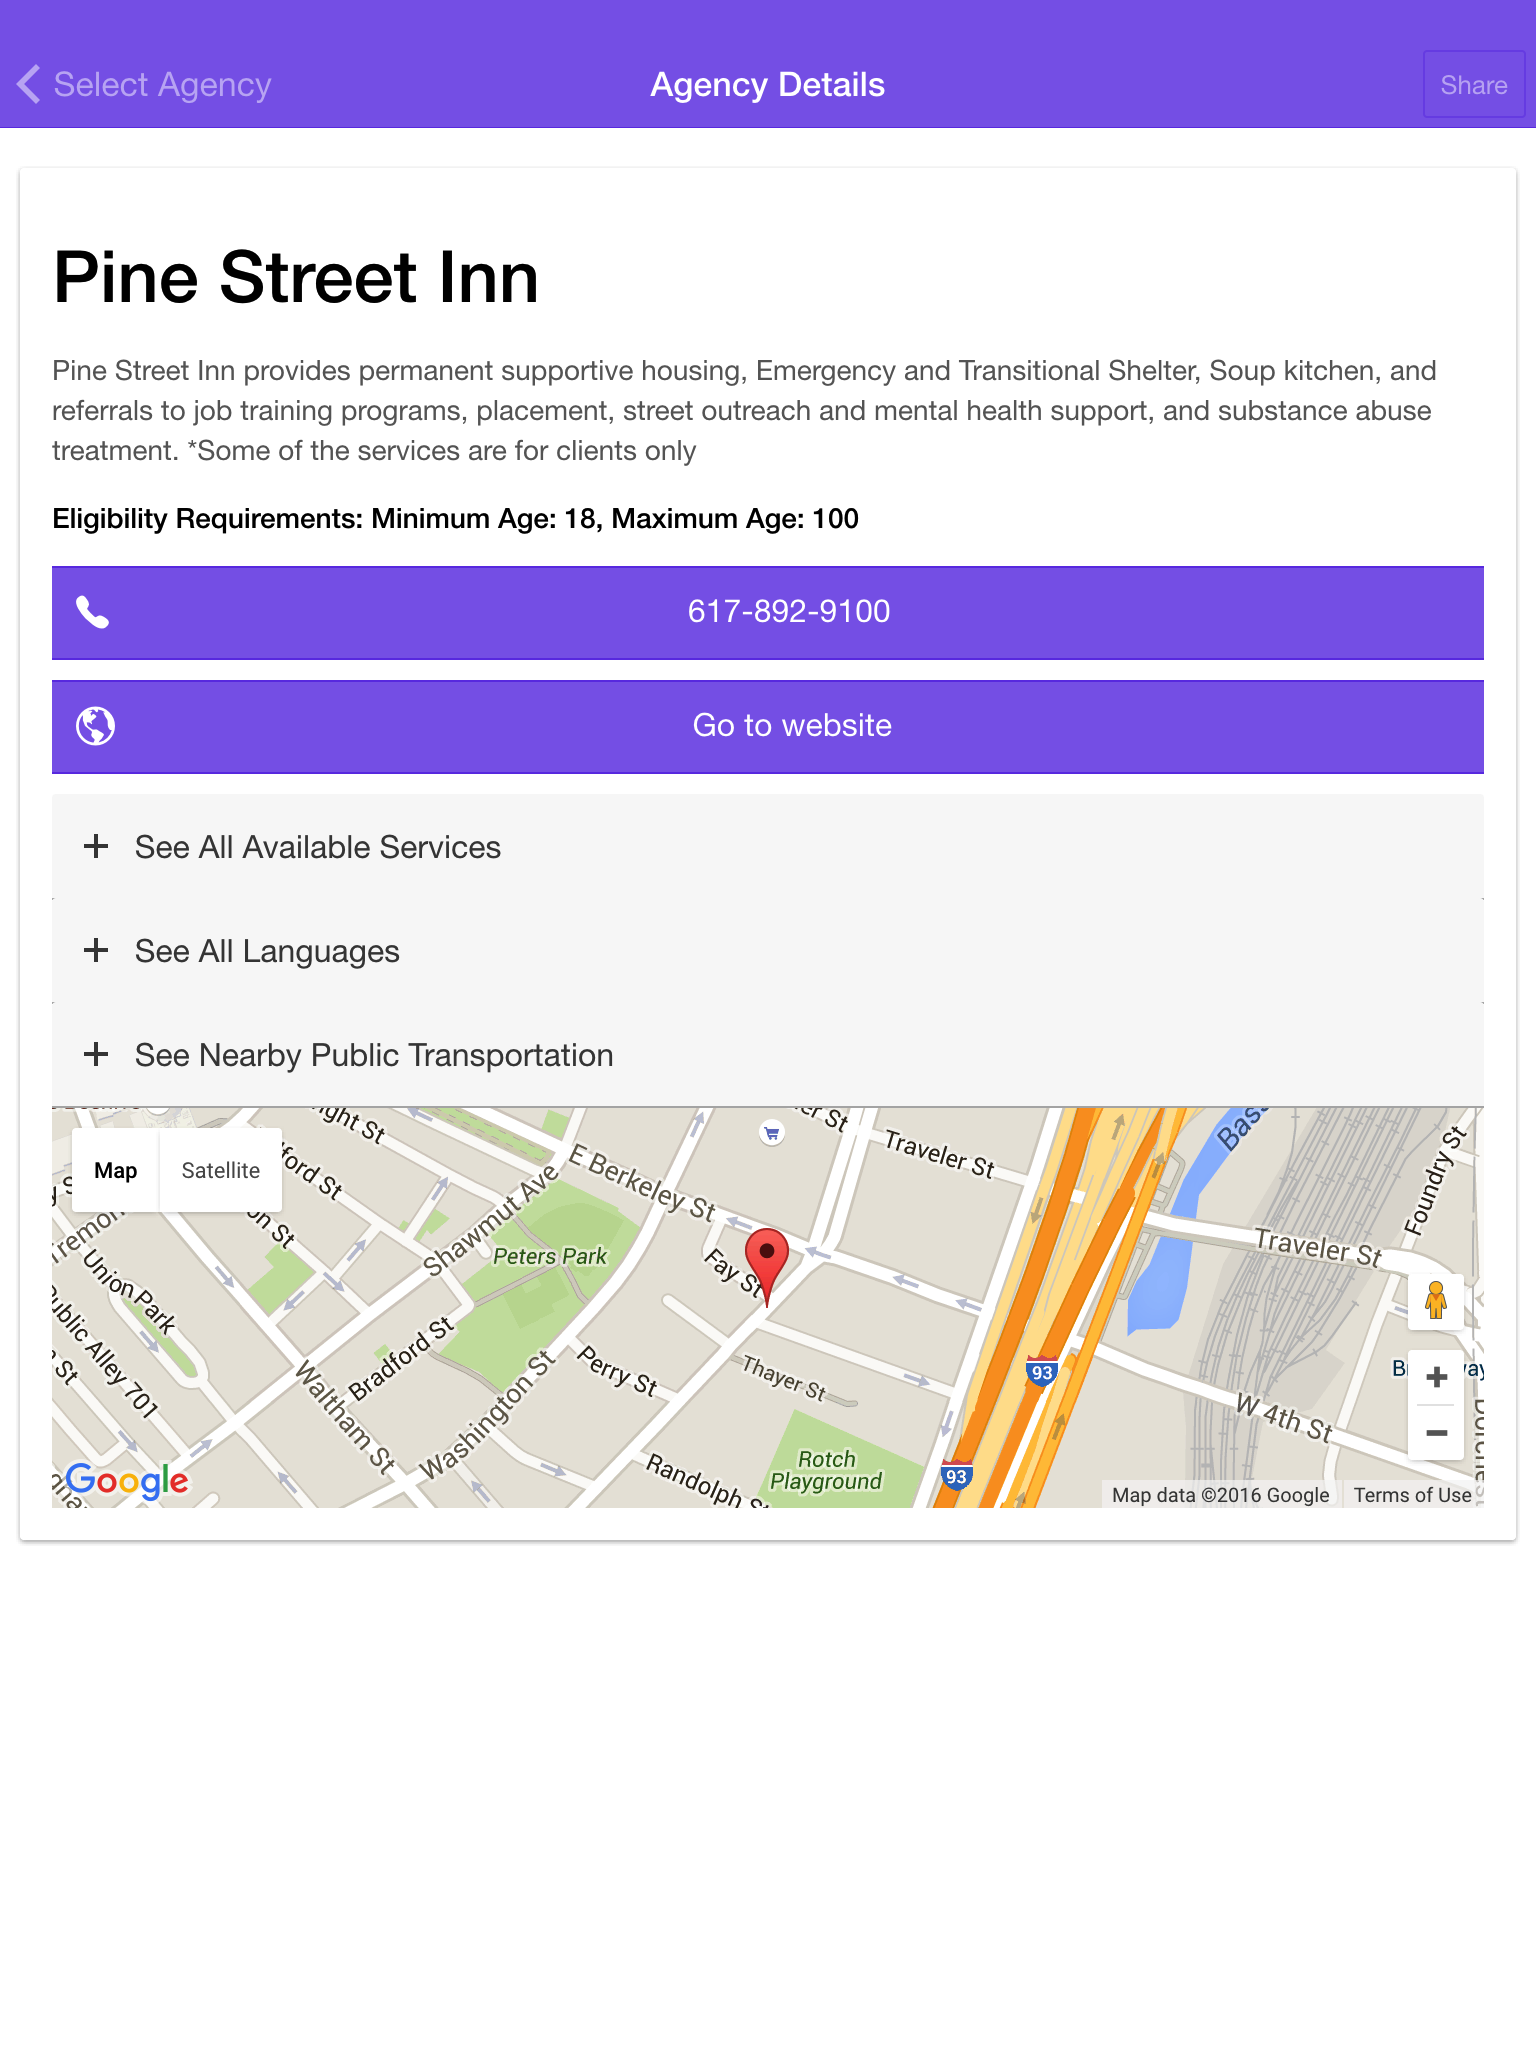 Select Agency
Agency Details
Share
Pine Street Inn
Pine Street Inn provides permanent supportive housing, Emergency and Transitional Shelter, Soup kitchen, and
referrals to job training programs, placement, street outreach and mental health support, and substance abuse
treatment. *Some of the services are for clients only
Eligibility Requirements: Minimum Age: 18, Maximum Age: 100
617-892-9100
Go to website
+ See All Available Services
+ See All Languages
+ See Nearby Public Transportation
Map
Satellite
E Berkeley St
Traveler St
Foundry St
Shawmut Ave
Peters Park
Fay St
Traveler St
Union Park
Public Alley 701
Bradford St
Waltham St
Washington St
Perry St
Thayer St
93
W 4th St
Randolph St
Rotch
Playground
93
Google
Map data ©2016 Google
Terms of Use